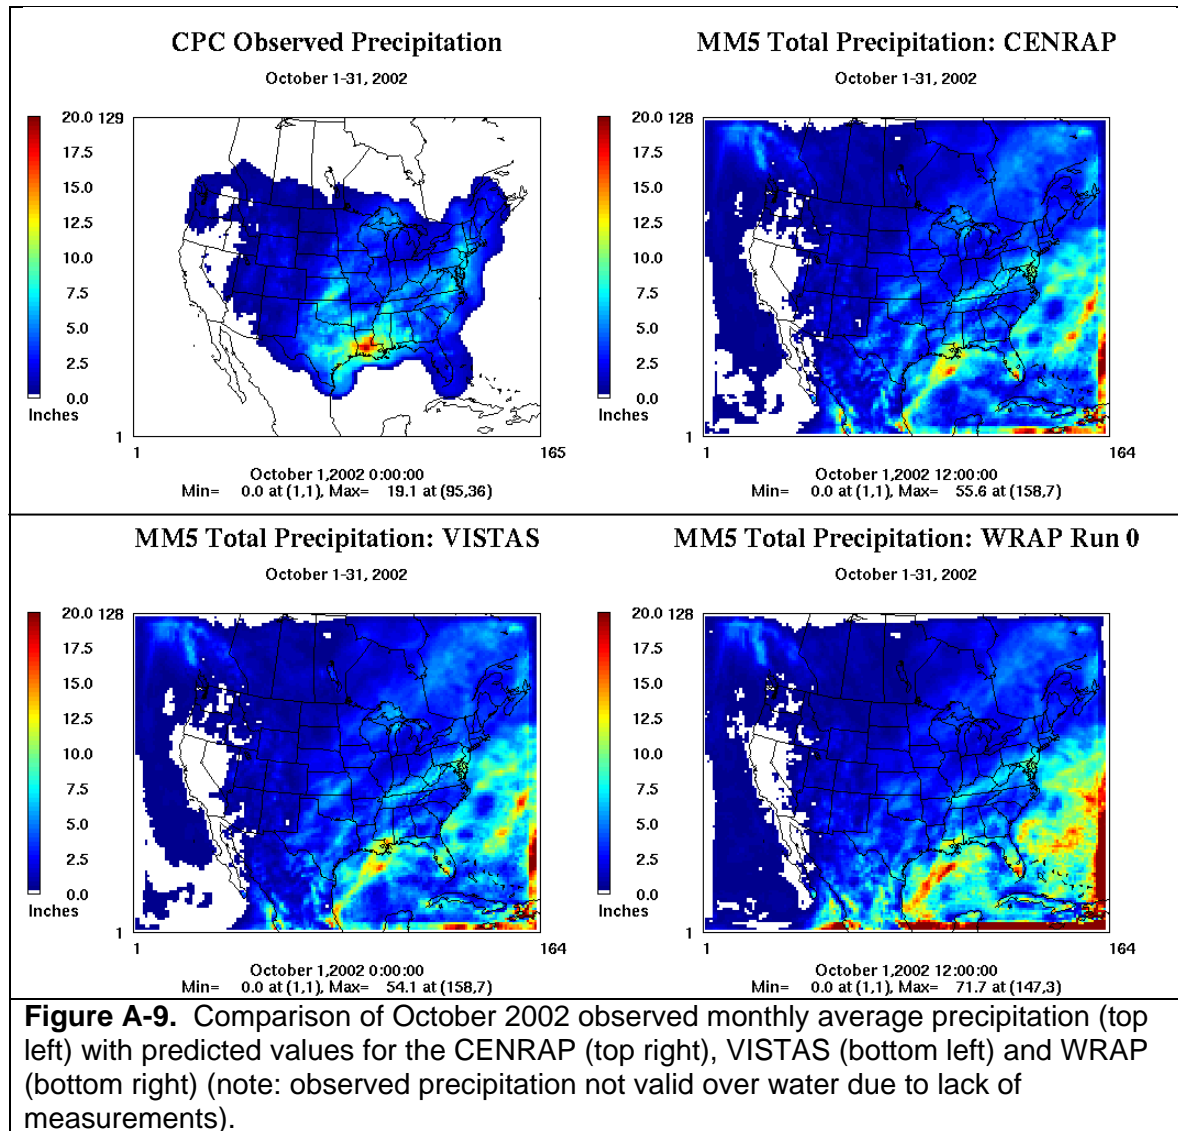 CPC Observed Precipitation
October 1-31, 2002
20.0
17.5
15.0
12.5
10.0
7.5
5.0
2.5
0.0
Inches
129
1
1
165
October 1,2002 0:00:00
Min= 0.0 at (1,1), Max= 19.1 at (95,36)
MM5 Total Precipitation: CENRAP
October 1-31, 2002
20.0
17.5
15.0
12.5
10.0
7.5
5.0
2.5
0.0
Inches
128
1
1
164
October 1,2002 12:00:00
Min= 0.0 at (1,1), Max= 55.6 at (158,7)
MM5 Total Precipitation: VISTAS
October 1-31, 2002
20.0
17.5
15.0
12.5
10.0
7.5
5.0
2.5
0.0
Inches
128
1
1
164
October 1,2002 0:00:00
Min= 0.0 at (1,1), Max= 54.1 at (158,7)
MM5 Total Precipitation: WRAP Run 0
October 1-31, 2002
20.0
17.5
15.0
12.5
10.0
7.5
5.0
2.5
0.0
Inches
128
1
1
164
October 1,2002 12:00:00
Min= 0.0 at (1,1), Max= 71.7 at (147,3)
Figure A-9. Comparison of October 2002 observed monthly average precipitation (top
left) with predicted values for the CENRAP (top right), VISTAS (bottom left) and WRAP
(bottom right) (note: observed precipitation not valid over water due to lack of
measurements).